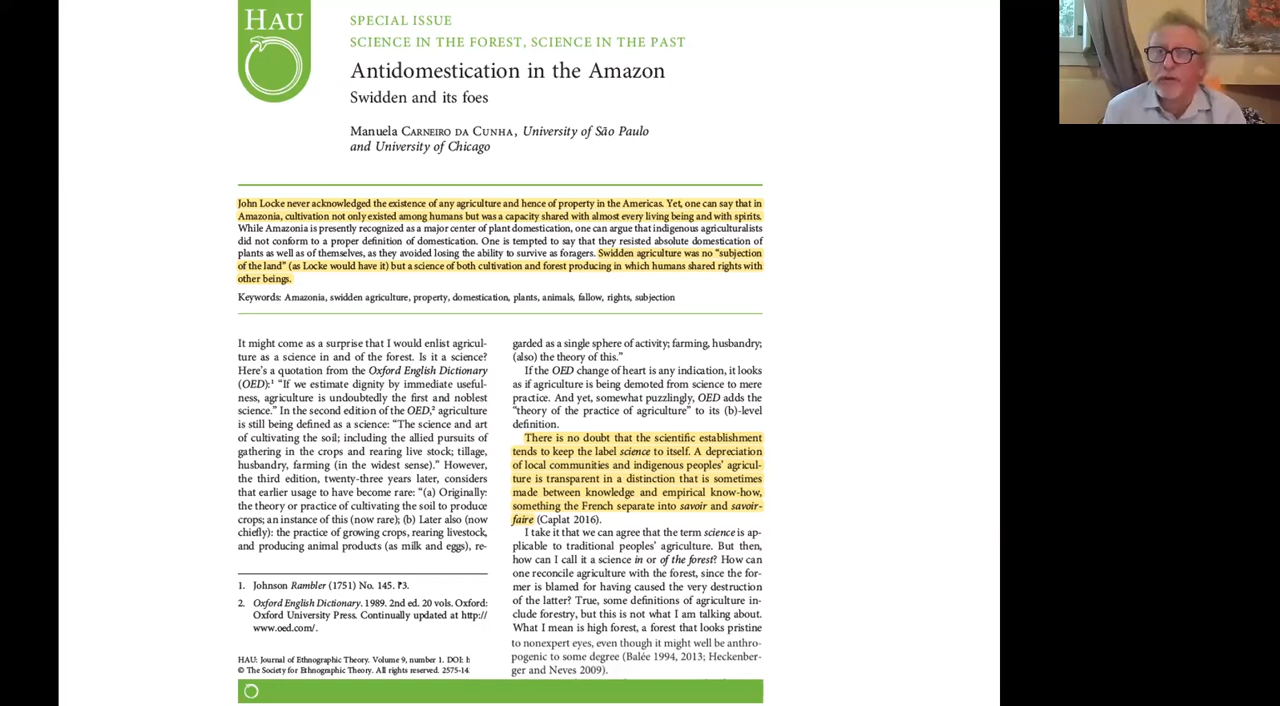 HAU
SPECIAL ISSUE
SCIENCE IN THE FOREST, SCIENCE IN THE PAST
Antidomestication in the Amazon
Swidden and its foes
Manuela CARNEIRO DA CUNHA, University of São Paulo
and University of Chicago
John Locke never acknowledged the existence of any agriculture and hence of property in the Americas. Yet, one can say that in
Amazonia, cultivation not only existed among humans but was a capacity shared with almost every living being and with spirits.
While Amazonia is presently recognized as a major center of plant domestication, one can argue that indigenous agriculturalists
did not conform to a proper definition of domestication. One is tempted to say that they resisted absolute domestication of
plants as well as of themselves, as they avoided losing the ability to survive as foragers. Swidden agriculture was no “subjection
of the land” (as Locke would have it) but a science of both cultivation and forest producing in which humans shared rights with
other beings.
Keywords: Amazonia, swidden agriculture, property, domestication, plants, animals, fallow, rights, subjection
It might come as a surprise that I would enlist agricul-
ture as a science in and of the forest. Is it a science?
Here’s a quotation from the Oxford English Dictionary
(OED):¹ “If we estimate dignity by immediate useful-
ness, agriculture is undoubtedly the first and noblest
science.” In the second edition of the OED,² agriculture
is still being defined as a science: “The science and art
of cultivating the soil; including the allied pursuits of
gathering in the crops and rearing live stock; tillage,
husbandry, farming (in the widest sense).” However,
the third edition, twenty-three years later, considers
that earlier usage to have become rare: “(a) Originally:
the theory or practice of cultivating the soil to produce
crops; an instance of this (now rare); (b) Later also (now
chiefly): the practice of growing crops, rearing livestock,
and producing animal products (as milk and eggs), re-
1. Johnson Rambler (1751) No. 145. ₱3.
2. Oxford English Dictionary. 1989. 2nd ed. 20 vols. Oxford:
Oxford University Press. Continually updated at http://
www.oed.com/.
garded as a single sphere of activity; farming, husbandry;
(also) the theory of this.”
If the OED change of heart is any indication, it looks
as if agriculture is being demoted from science to mere
practice. And yet, somewhat puzzlingly, OED adds the
“theory of the practice of agriculture” to its (b)-level
definition.
There is no doubt that the scientific establishment
tends to keep the label science to itself. A depreciation
of local communities and indigenous peoples’ agricul-
ture is transparent in a distinction that is sometimes
made between knowledge and empirical know-how,
something the French separate into savoir and savoir-
faire (Caplat 2016).
I take it that we can agree that the term science is ap-
plicable to traditional peoples’ agriculture. But then,
how can I call it a science in or of the forest? How can
one reconcile agriculture with the forest, since the for-
mer is blamed for having caused the very destruction
of the latter? True, some definitions of agriculture in-
clude forestry, but this is not what I am talking about.
What I mean is high forest, a forest that looks pristine
to nonexpert eyes, even though it might well be anthro-
pogenic to some degree (Balée 1994, 2013; Heckenber-
ger and Neves 2009).
HAU: Journal of Ethnographic Theory. Volume 9, number 1. DOI: h
© The Society for Ethnographic Theory. All rights reserved. 2575-14